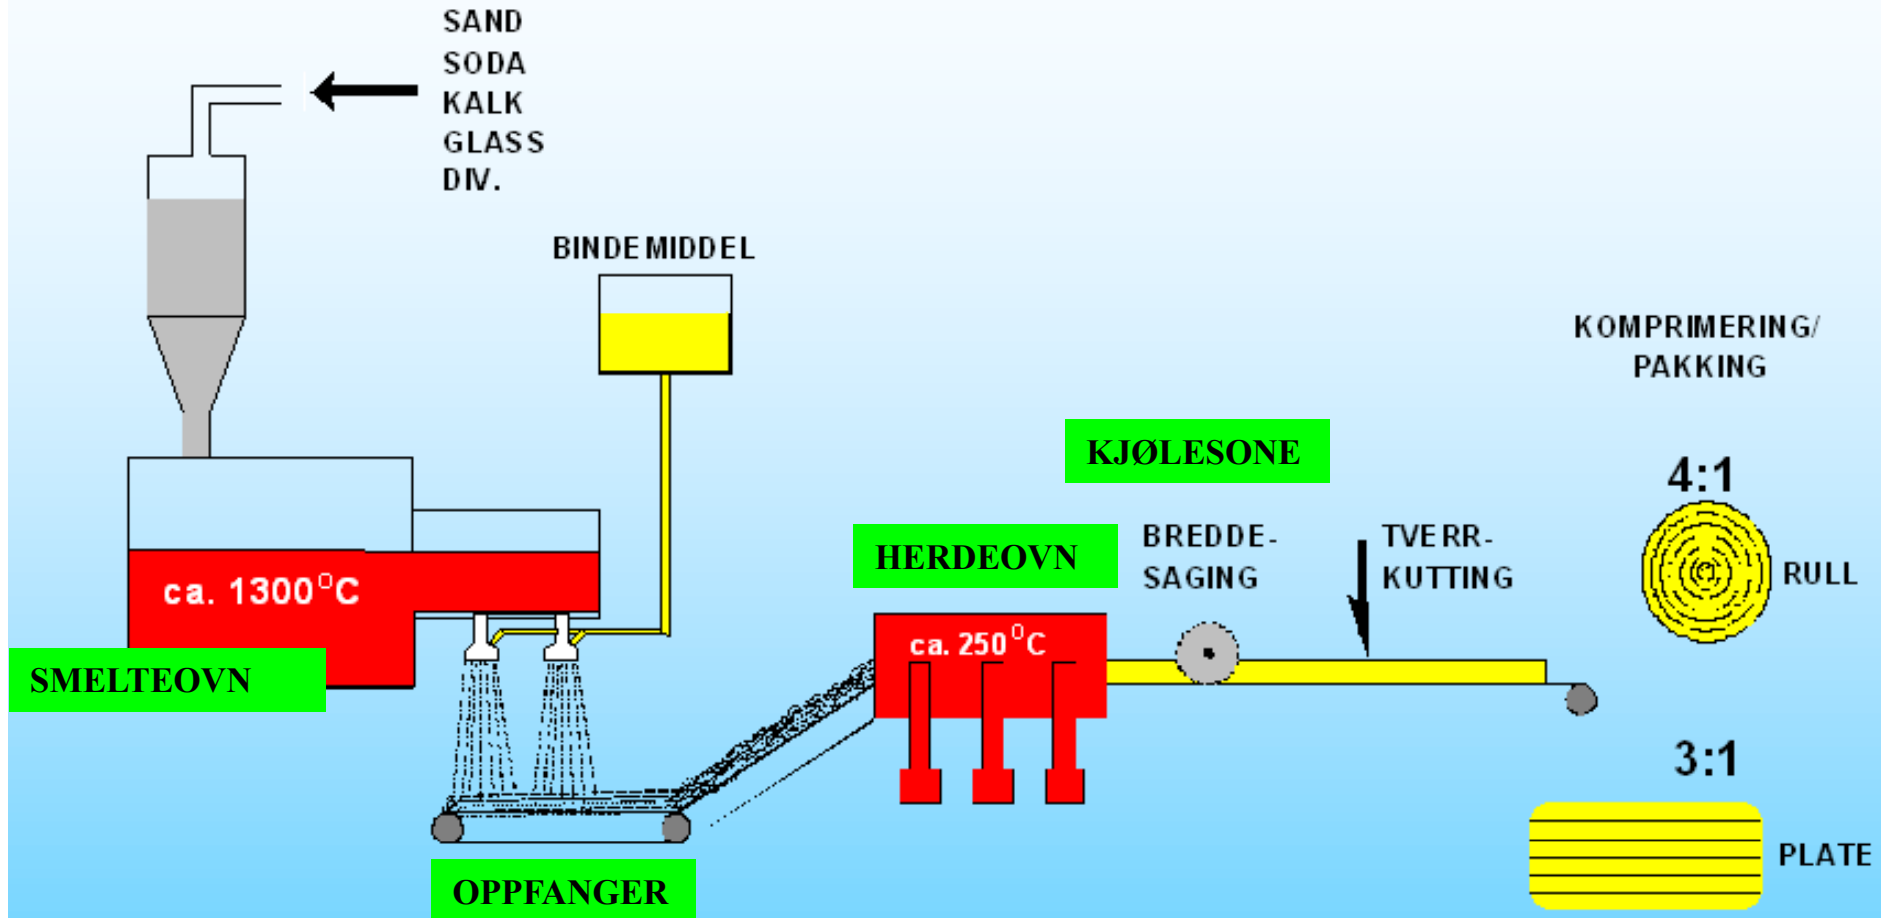 SAND
SODA
KALK
GLASS
DIV.
BINDEMIDDEL
KOMPRIMERING/
PAKKING
KJØLESONE
4:1
HERDEOVN
BREDDE-
SAGING
TVERR-
KUTTING
RULL
ca. 1300°C
ca. 250°C
SMELTEOVN
3:1
PLATE
OPPFANGER